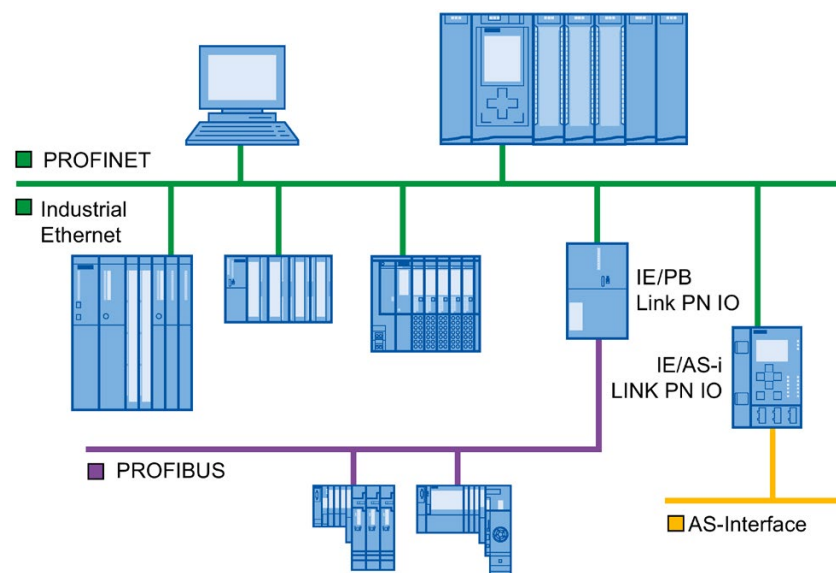 PROFINET
Industrial
Ethernet
IE/PB
Link PN IO
IE/AS-i
LINK PN IO
PROFIBUS
AS-Interface